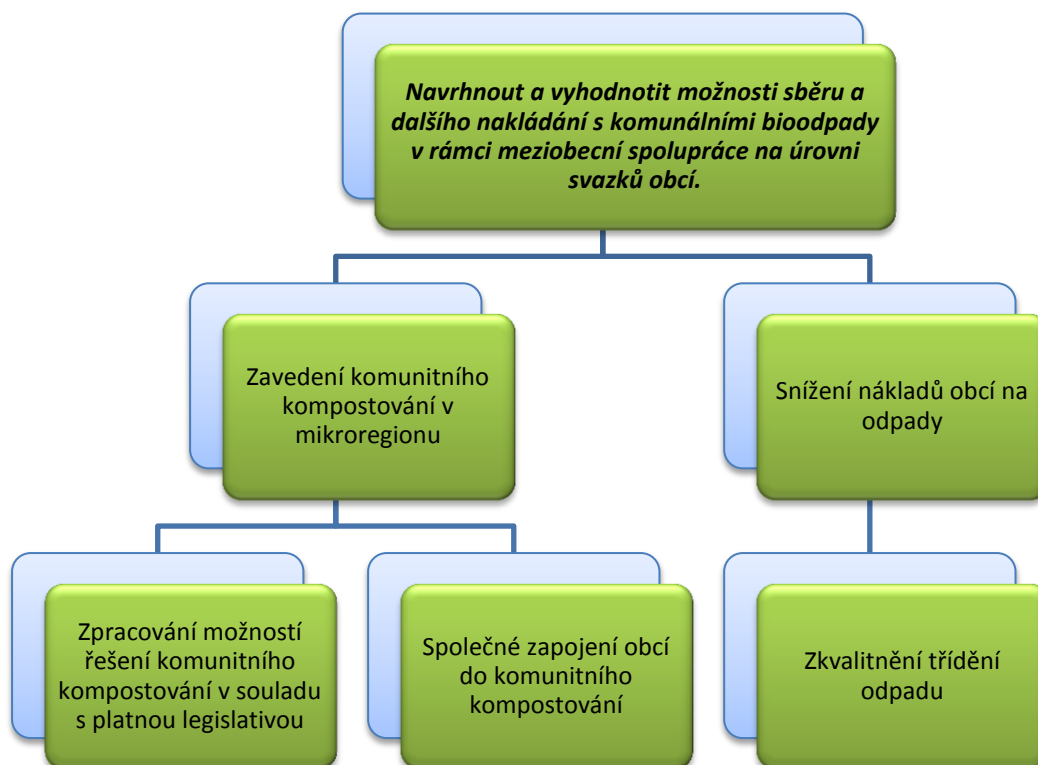 Navrhnout a vyhodnotit možnosti sběru a
dalšího nakládání s komunálními bioodpady
v rámci meziobecní spolupráce na úrovni
svazků obcí.
Zavedení komunitního
kompostování v
mikroregionu
Snížení nákladů obcí na
odpady
Zpracování možností
řešení komunitního
kompostování v souladu
s platnou legislativou
Společné zapojení obcí
do komunitního
kompostování
Zkvalitnění třídění
odpadu